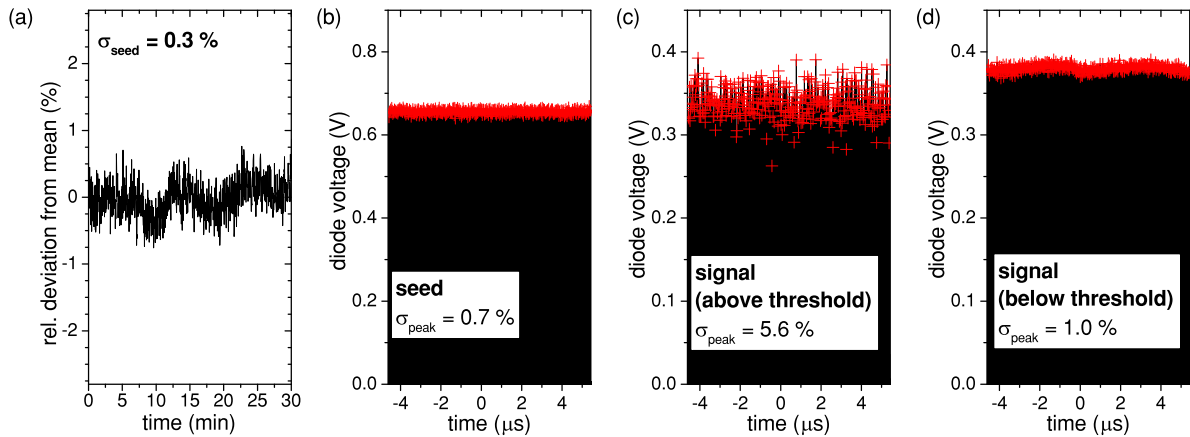 (a)
σseed = 0.3 %
rel. deviation from mean (%)
2
1
0
-1
-2
0 5 10 15 20 25 30
time (min)
(b)
diode voltage (V)
0.8
0.6
0.4
0.2
0.0
seed
σpeak = 0.7 %
-4 -2 0 2 4
time (μs)
(c)
diode voltage (V)
0.4
0.3
0.2
0.1
0.0
signal
(above threshold)
σpeak = 5.6 %
-4 -2 0 2 4
time (μs)
(d)
diode voltage (V)
0.4
0.3
0.2
0.1
0.0
signal
(below threshold)
σpeak = 1.0 %
-4 -2 0 2 4
time (μs)